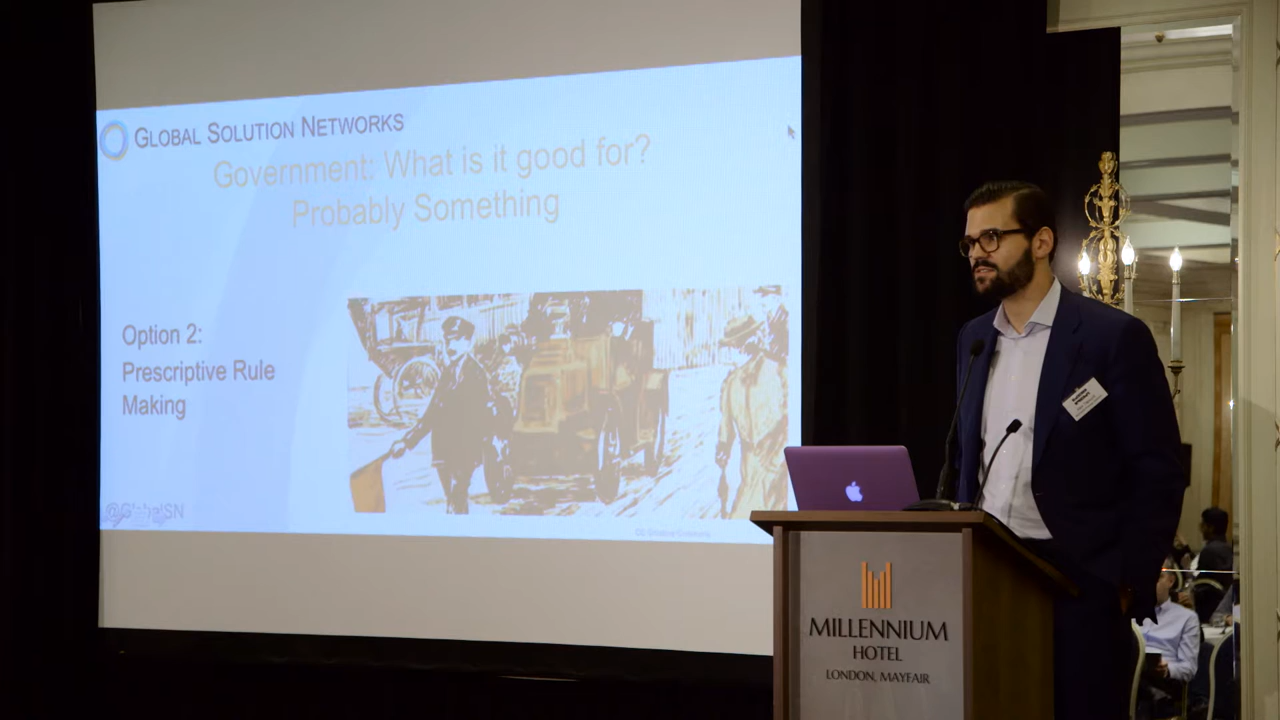 GLOBAL SOLUTION NETWORKS
Government: What is it good for?
Probably Something
Option 2:
Prescriptive Rule
Making
@GlobalSN
MILLENNIUM
HOTEL
LONDON, MAYFAIR